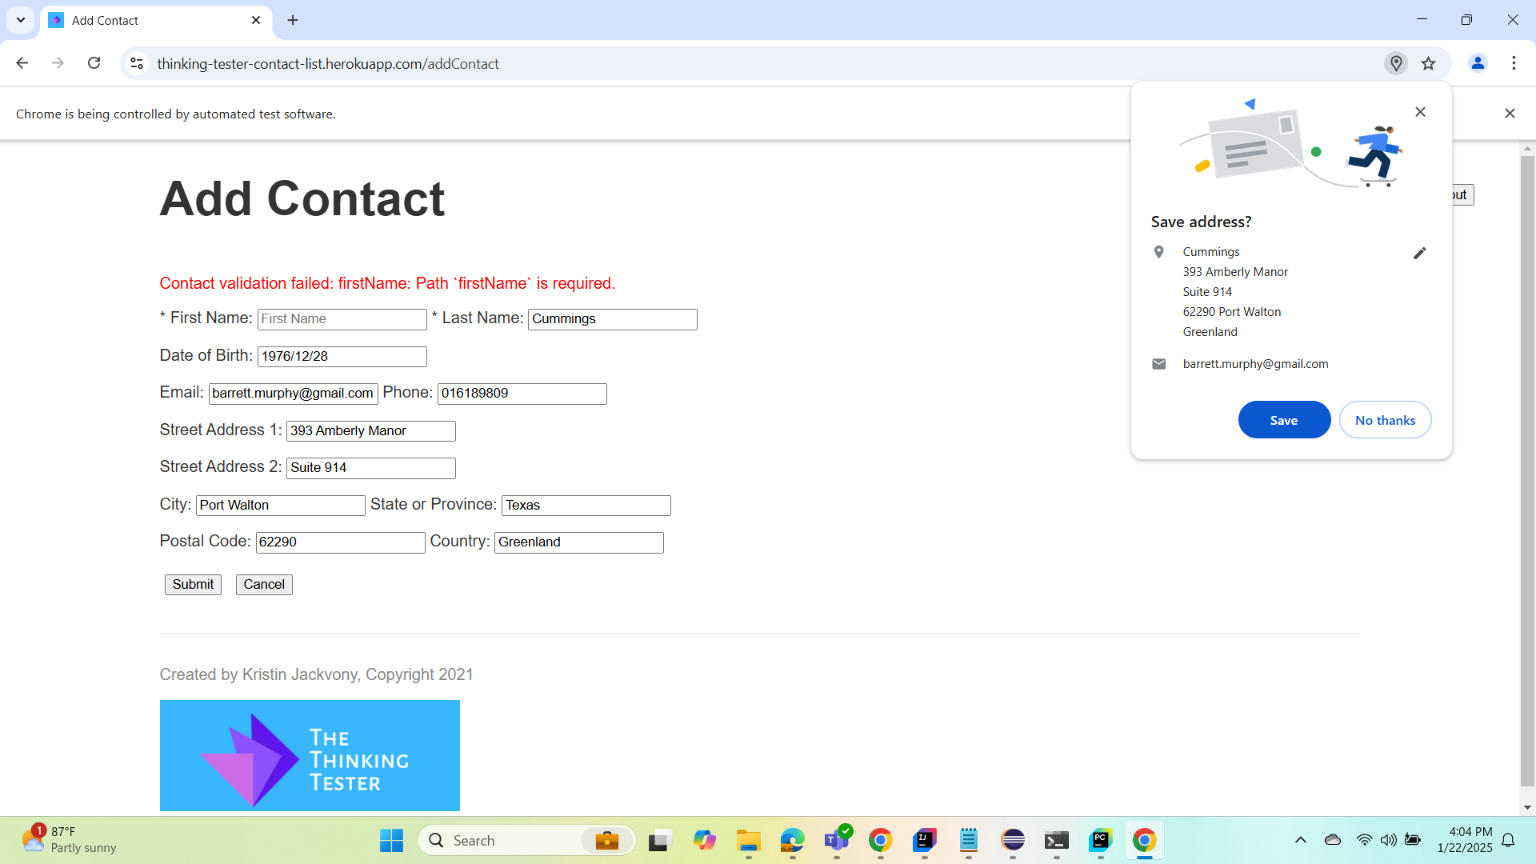 Add Contact
thinking-tester-contact-list.herokuapp.com/addContact
Chrome is being controlled by automated test software.
Add Contact
out
Contact validation failed: firstName: Path `firstName` is required.
* First Name: First Name * Last Name: Cummings
Date of Birth: 1976/12/28
Email: barrett.murphy@gmail.com Phone: 016189809
Street Address 1: 393 Amberly Manor
Street Address 2: Suite 914
City: Port Walton State or Province: Texas
Postal Code: 62290 Country: Greenland
Submit Cancel
Save address?
Cummings
393 Amberly Manor
Suite 914
62290 Port Walton
Greenland
barrett.murphy@gmail.com
Save No thanks
Created by Kristin Jackvony, Copyright 2021
THE
THINKING
TESTER
1
87°F
Partly sunny
Search
4:04 PM
1/22/2025